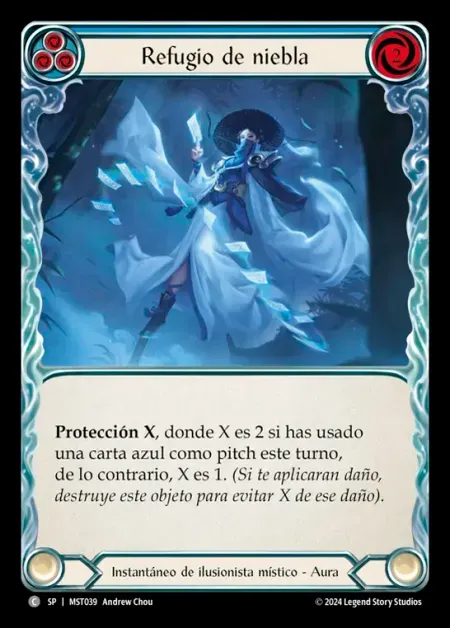 Refugio de niebla
2
Protección X, donde X es 2 si has usado
una carta azul como pitch este turno,
de lo contrario, X es 1. (Si te aplicaran daño,
destruye este objeto para evitar X de ese daño).
Instantáneo de ilusionista místico - Aura
C SP | MST039 Andrew Chou © 2024 Legend Story Studios